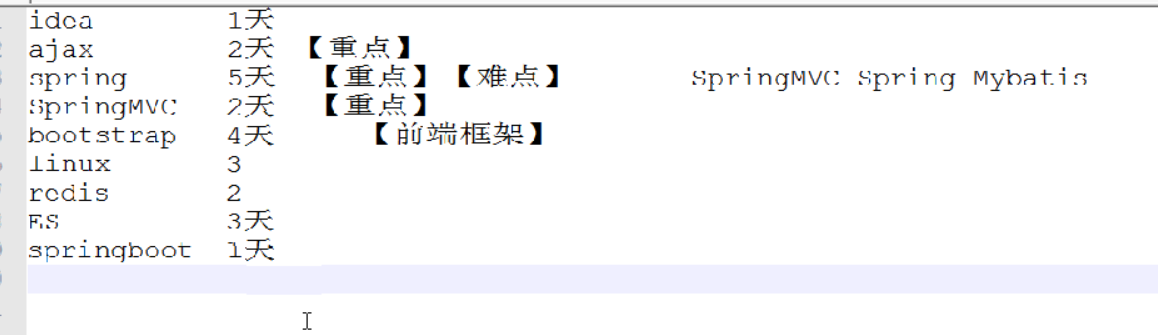 idea 1天
ajax 2天 【重点】
spring 5天 【重点】【难点】 SpringMVC Spring Mybatis
SpringMVC 2天 【重点】
bootstrap 4天 【前端框架】
linux 3
redis 2
ES 3天
springboot 1天